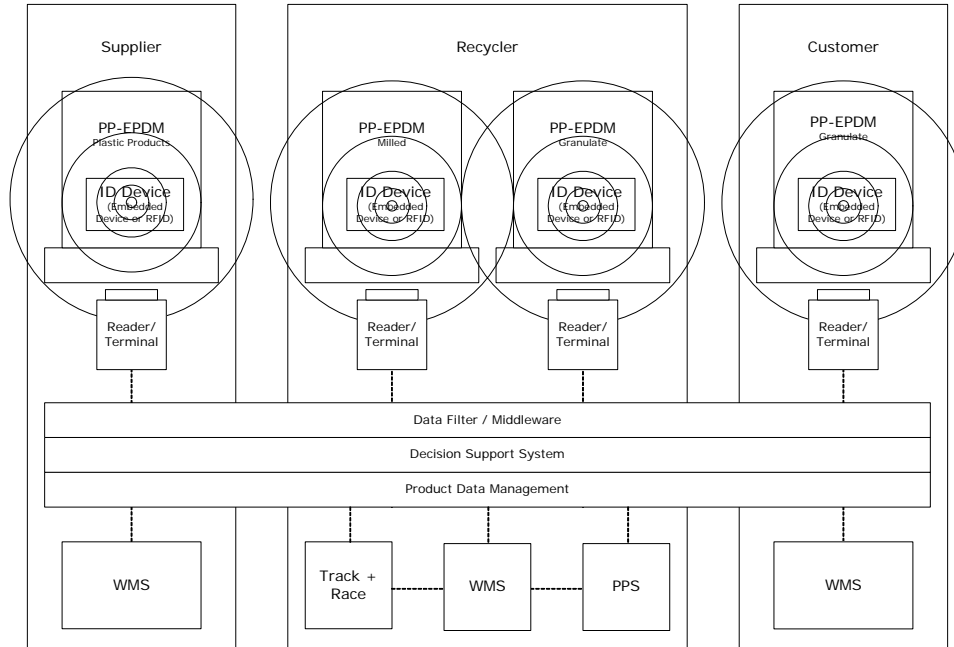 Supplier
Recycler
Customer
PP-EPDM
Plastic Products
ID Device
(Embedded
Device or RFID)
Reader/
Terminal
PP-EPDM
Milled
ID Device
(Embedded
Device or RFID)
Reader/
Terminal
PP-EPDM
Granulate
ID Device
(Embedded
Device or RFID)
Reader/
Terminal
PP-EPDM
Granulate
ID Device
(Embedded
Device or RFID)
Reader/
Terminal
Data Filter / Middleware
Decision Support System
Product Data Management
WMS
Track +
Race
WMS
PPS
WMS